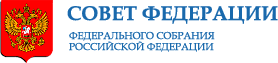 СОВЕТ ФЕДЕРАЦИИ
ФЕДЕРАЛЬНОГО СОБРАНИЯ
РОССИЙСКОЙ ФЕДЕРАЦИИ